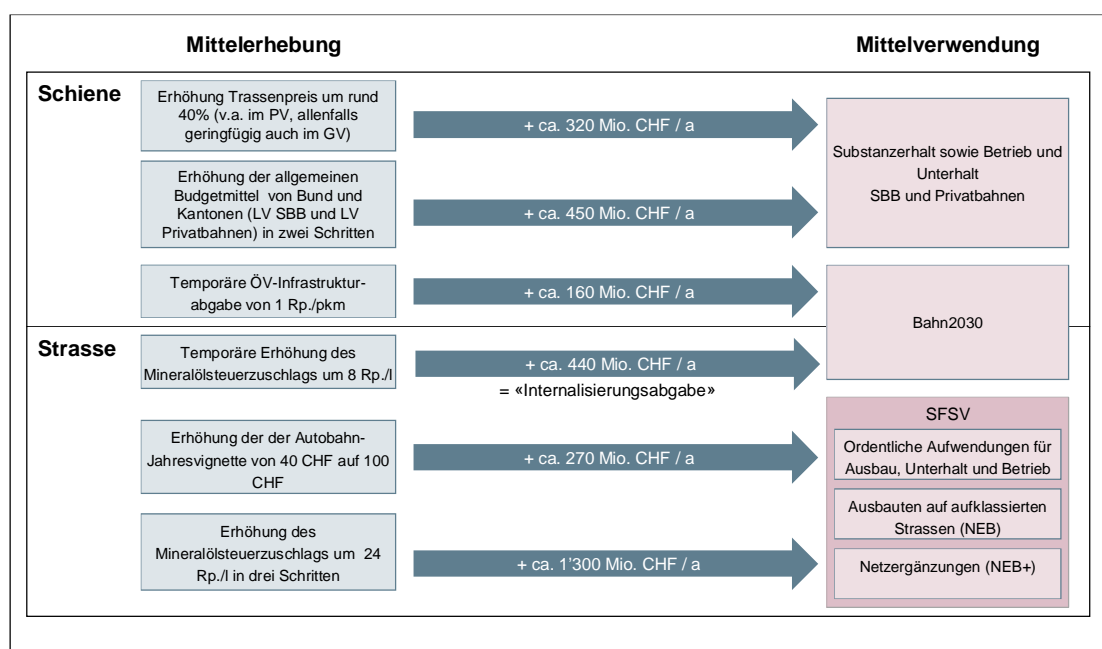 Mittelerhebung
Mittelverwendung
Schiene
Erhöhung Trassenpreis um rund
40% (v.a. im PV, allenfalls
geringfügig auch im GV)
+ ca. 320 Mio. CHF / a
Substanzerhalt sowie Betrieb und
Unterhalt
SBB und Privatbahnen
Erhöhung der allgemeinen
Budgetmittel von Bund und
Kantonen (LV SBB und LV
Privatbahnen) in zwei Schritten
+ ca. 450 Mio. CHF / a
Temporäre ÖV-Infrastruktur-
abgabe von 1 Rp./pkm
+ ca. 160 Mio. CHF / a
Bahn2030
Strasse
Temporäre Erhöhung des
Mineralölsteuerzuschlags um 8 Rp./l
+ ca. 440 Mio. CHF / a
= «Internalisierungsabgabe»
SFSV
Erhöhung der der Autobahn-
Jahresvignette von 40 CHF auf 100
CHF
+ ca. 270 Mio. CHF / a
Ordentliche Aufwendungen für
Ausbau, Unterhalt und Betrieb
Ausbauten auf aufklassierten
Strassen (NEB)
Erhöhung des
Mineralölsteuerzuschlags um 24
Rp./l in drei Schritten
+ ca. 1'300 Mio. CHF / a
Netzergänzungen (NEB+)